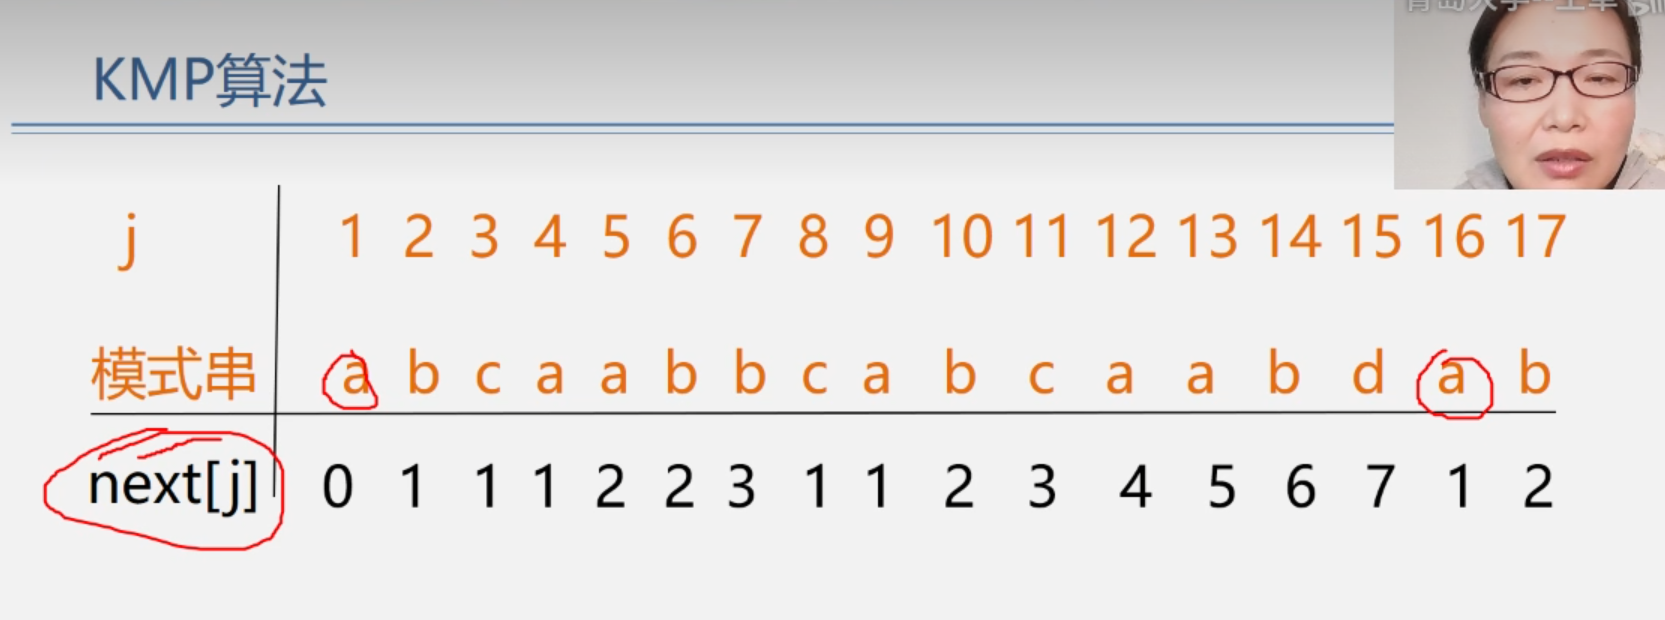 KMP算法
j 1 2 3 4 5 6 7 8 9 10 11 12 13 14 15 16 17
模式串 a b c a a b b c a b c a a b d a b
next[j] 0 1 1 1 2 2 3 1 1 2 3 4 5 6 7 1 2